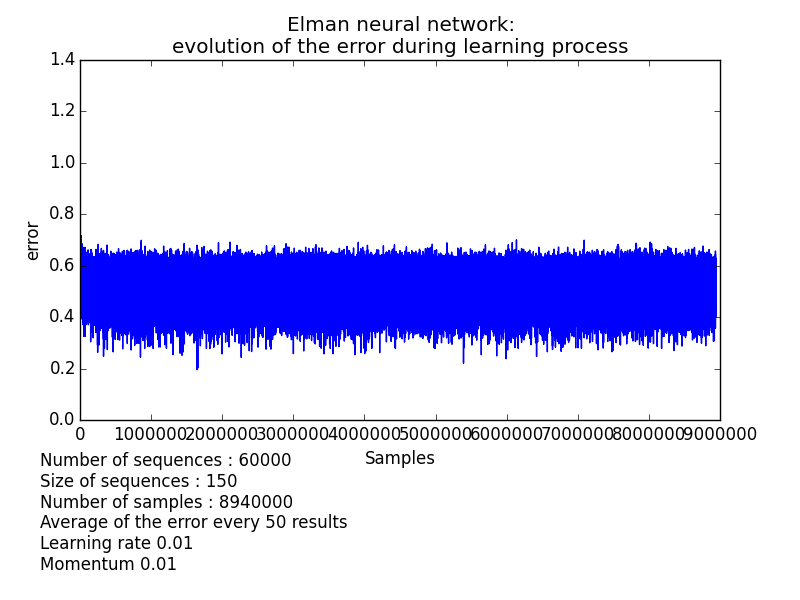 Elman neural network:
evolution of the error during learning process
1.4
1.2
1.0
0.8
0.6
0.4
0.2
0.0
error
0 1000000 2000000 3000000 4000000 5000000 6000000 7000000 8000000 9000000
Samples
Number of sequences : 60000
Size of sequences : 150
Number of samples : 8940000
Average of the error every 50 results
Learning rate 0.01
Momentum 0.01